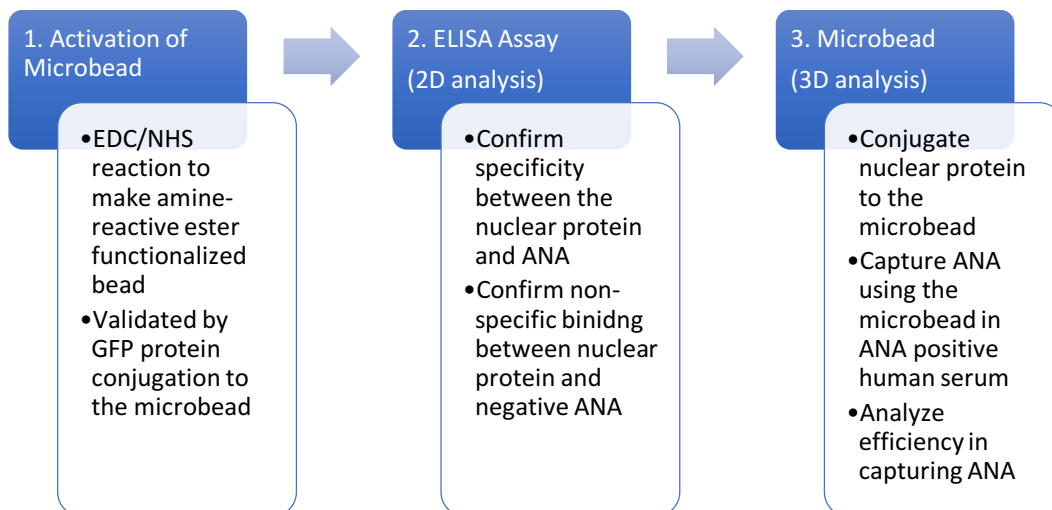 1. Activation of
Microbead
•EDC/NHS
reaction to
make amine-
reactive ester
functionalized
bead
•Validated by
GFP protein
conjugation to
the microbead
2. ELISA Assay
(2D analysis)
•Confirm
specificity
between the
nuclear protein
and ANA
•Confirm non-
specific binidng
between nuclear
protein and
negative ANA
3. Microbead
(3D analysis)
•Conjugate
nuclear protein
to the
microbead
•Capture ANA
using the
microbead in
ANA positive
human serum
•Analyze
efficiency in
capturing ANA